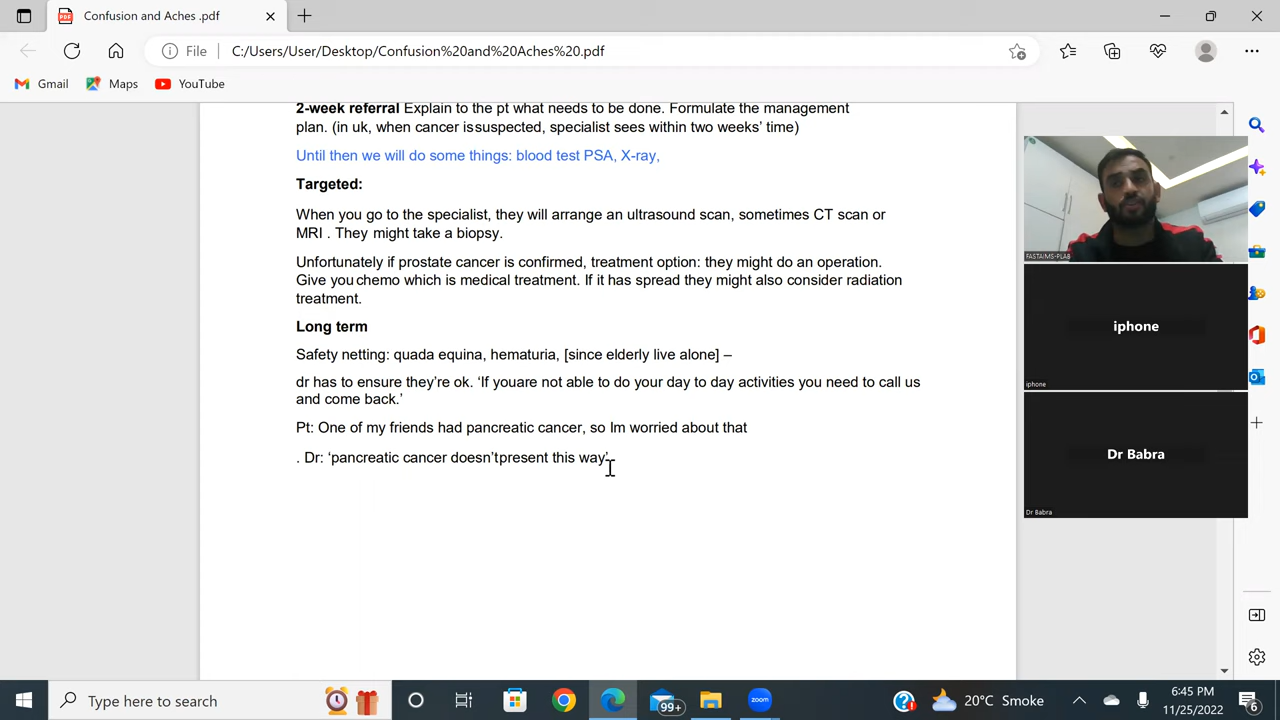 Confusion and Aches .pdf
File C:/Users/User/Desktop/Confusion%20and%20Aches%20.pdf
Gmail Maps YouTube
2-week referral Explain to the pt what needs to be done. Formulate the management
plan. (in uk, when cancer issuspected, specialist sees within two weeks’ time)
Until then we will do some things: blood test PSA, X-ray,
Targeted:
When you go to the specialist, they will arrange an ultrasound scan, sometimes CT scan or
MRI . They might take a biopsy.
Unfortunately if prostate cancer is confirmed, treatment option: they might do an operation.
Give you chemo which is medical treatment. If it has spread they might also consider radiation
treatment.
Long term
Safety netting: quada equina, hematuria, [since elderly live alone] –
dr has to ensure they’re ok. ‘If youare not able to do your day to day activities you need to call us
and come back.’
Pt: One of my friends had pancreatic cancer, so Im worried about that
. Dr: ‘pancreatic cancer doesn’tpresent this way’
FASTAIMS-PLAB
iphone
iphone
Dr Babra
Dr Babra
Type here to search
99+
zoom
20°C Smoke
6:45 PM
11/25/2022
6